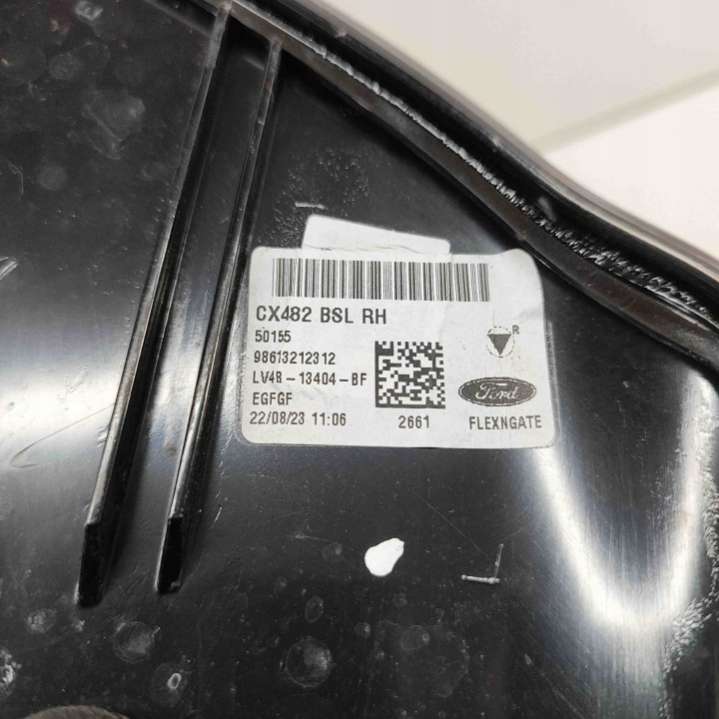 CX482 BSL RH
50155
98613212312
LV4B-13404-BF
EGFGF
22/08/23 11:06
2661
R
Ford
FLEXNGATE